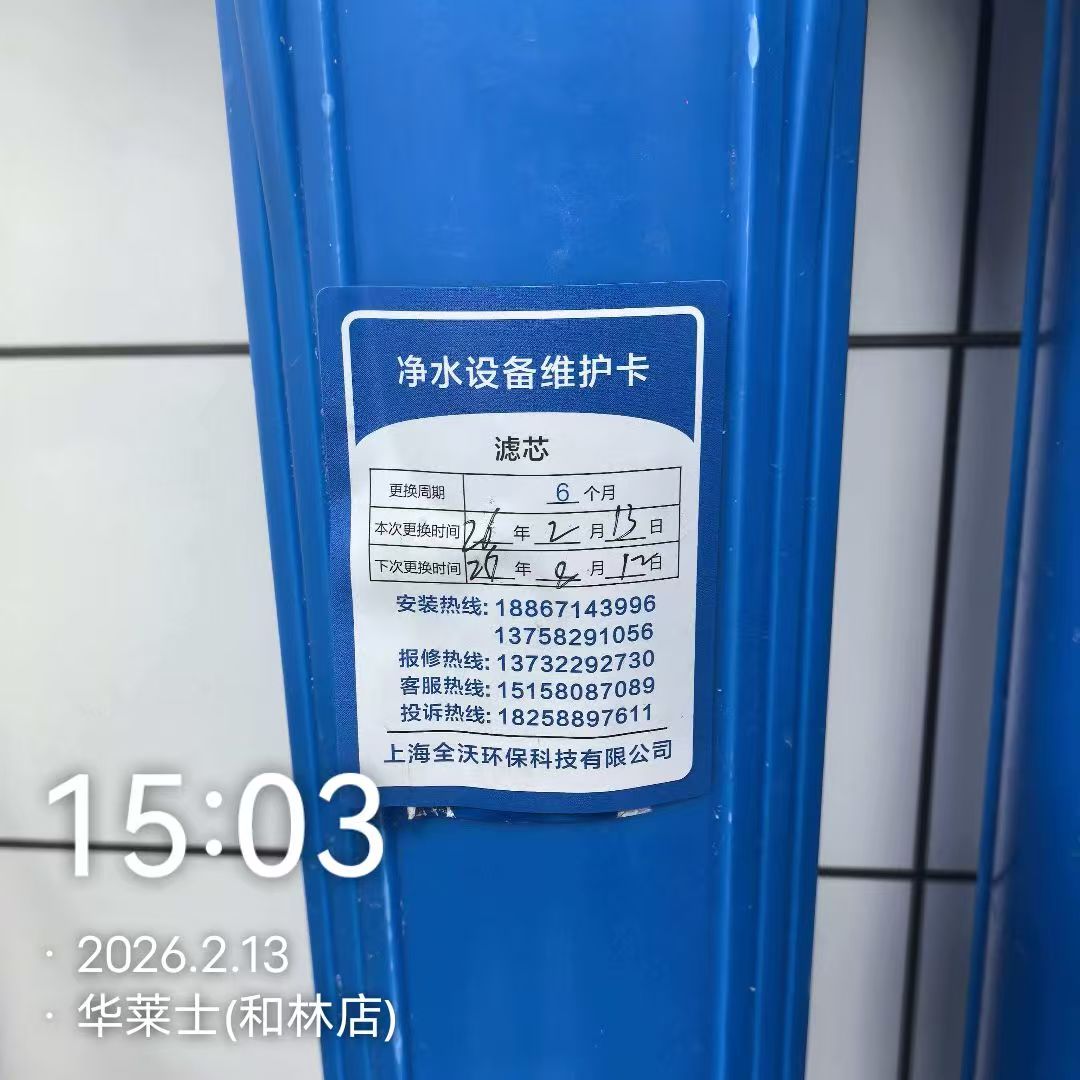 净水设备维护卡
滤芯
更换周期 6 个月
本次更换时间 26 年 2 月 13 日
下次更换时间 26 年 8 月 12 日
安装热线: 18867143996
13758291056
报修热线: 13732292730
客服热线: 15158087089
投诉热线: 18258897611
上海全沃环保科技有限公司
15:03
· 2026.2.13
· 华莱士(和林店)